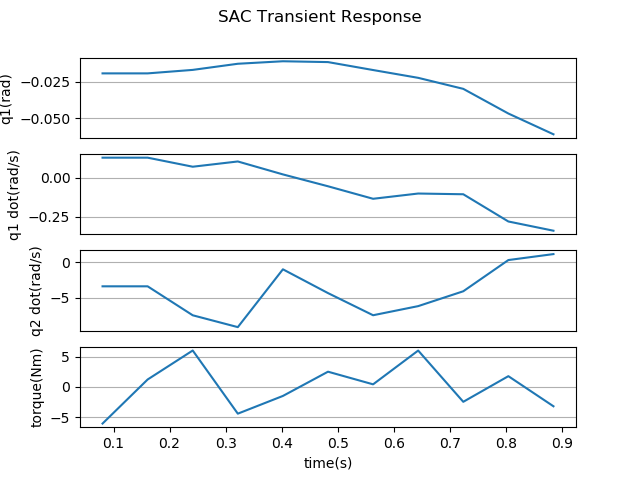 SAC Transient Response
q1(rad)
−0.025
−0.050
q1 dot(rad/s)
0.00
−0.25
q2 dot(rad/s)
0
−5
torque(Nm)
5
0
−5
0.1 0.2 0.3 0.4 0.5 0.6 0.7 0.8 0.9
time(s)